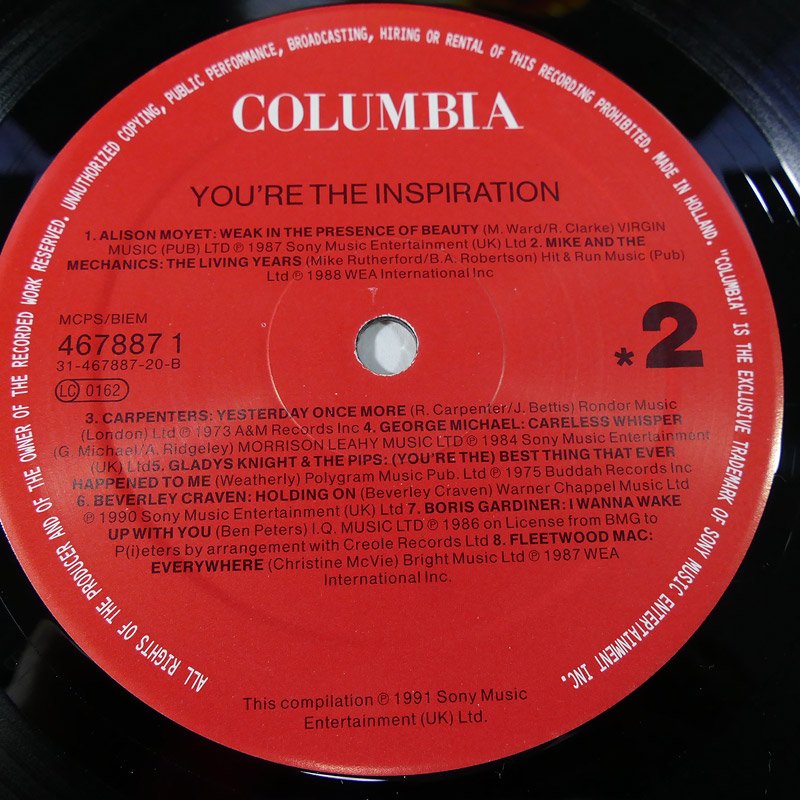 ALL RIGHTS OF THE PRODUCER AND OF THE OWNER OF THE RECORDED WORK RESERVED. UNAUTHORIZED COPYING, PUBLIC PERFORMANCE, BROADCASTING, HIRING OR RENTAL OF THIS RECORDING PROHIBITED. MADE IN HOLLAND. "COLUMBIA" IS THE EXCLUSIVE TRADEMARK OF SONY MUSIC ENTERTAINMENT INC.
COLUMBIA
YOU'RE THE INSPIRATION
1. ALISON MOYET: WEAK IN THE PRESENCE OF BEAUTY (M. Ward/R. Clarke) VIRGIN
MUSIC (PUB) LTD ℗ 1987 Sony Music Entertainment (UK) Ltd 2. MIKE AND THE
MECHANICS: THE LIVING YEARS (Mike Rutherford/B.A. Robertson) Hit & Run Music (Pub)
Ltd ℗ 1988 WEA International Inc
MCPS/BIEM
467887 1
31-467887-20-B
LC 0162
*2
3. CARPENTERS: YESTERDAY ONCE MORE (R. Carpenter/J. Bettis) Rondor Music
(London) Ltd ℗ 1973 A&M Records Inc 4. GEORGE MICHAEL: CARELESS WHISPER
(G. Michael/A. Ridgeley) MORRISON LEAHY MUSIC LTD ℗ 1984 Sony Music Entertainment
(UK) Ltd5. GLADYS KNIGHT & THE PIPS: (YOU'RE THE) BEST THING THAT EVER
HAPPENED TO ME (Weatherly) Polygram Music Pub. Ltd ℗ 1975 Buddah Records Inc
6. BEVERLEY CRAVEN: HOLDING ON (Beverley Craven) Warner Chappel Music Ltd
℗ 1990 Sony Music Entertainment (UK) Ltd 7. BORIS GARDINER: I WANNA WAKE
UP WITH YOU (Ben Peters) I.Q. MUSIC LTD ℗ 1986 on License from BMG to
P(i)eters by arrangement with Creole Records Ltd 8. FLEETWOOD MAC:
EVERYWHERE (Christine McVie) Bright Music Ltd ℗ 1987 WEA
International Inc.
This compilation ℗ 1991 Sony Music
Entertainment (UK) Ltd.